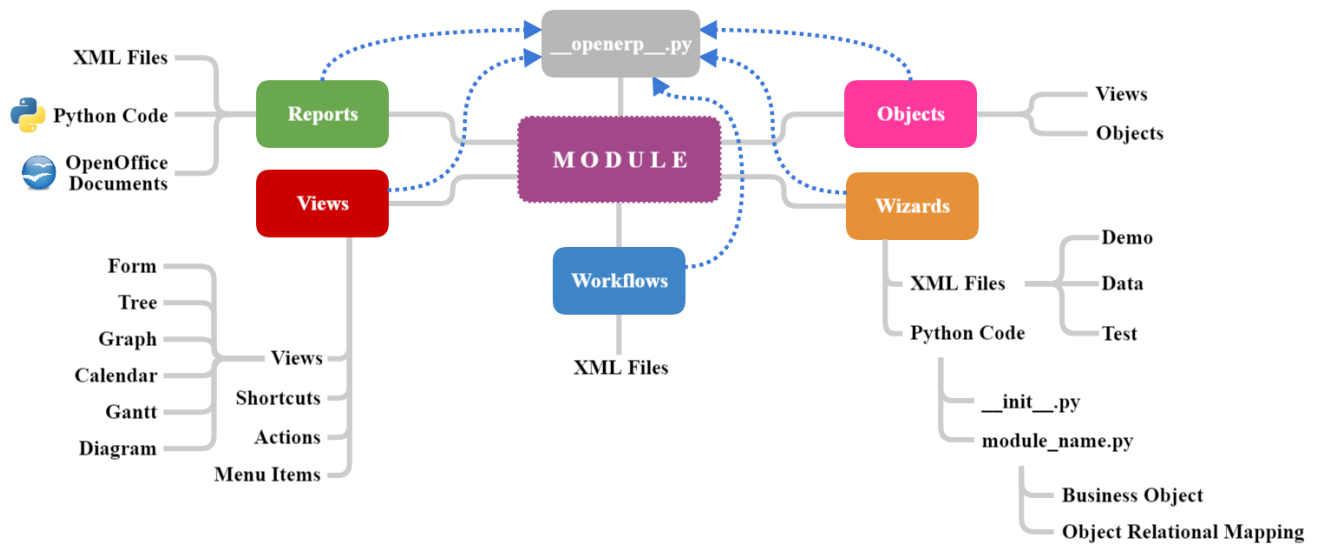 __openerp__.py
XML Files
Python Code
OpenOffice
Documents
Reports
MODULE
Objects
Views
Objects
Views
Wizards
Workflows
XML Files
Form
Tree
Graph
Calendar
Gantt
Diagram
Views
Shortcuts
Actions
Menu Items
XML Files
Demo
Data
Test
Python Code
__init__.py
module_name.py
Business Object
Object Relational Mapping